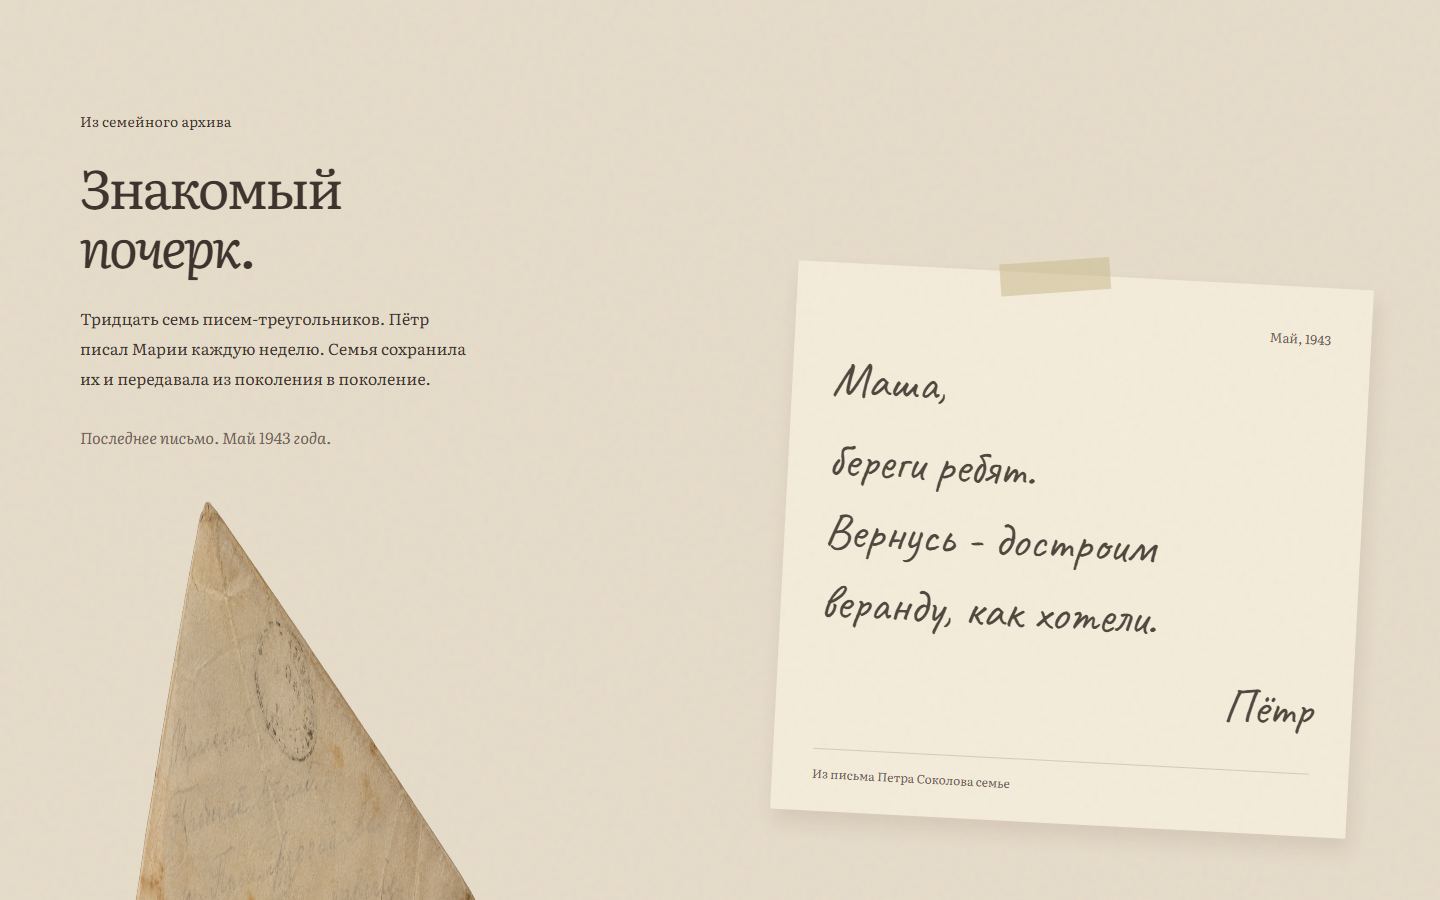 Из семейного архива
Знакомый
почерк.
Тридцать семь писем-треугольников. Пётр
писал Марии каждую неделю. Семья сохранила
их и передавала из поколения в поколение.
Последнее письмо. Май 1943 года.
Май, 1943
Маша,
береги ребят.
Вернусь - достроим
веранду, как хотели.
Пётр
Из письма Петра Соколова семье